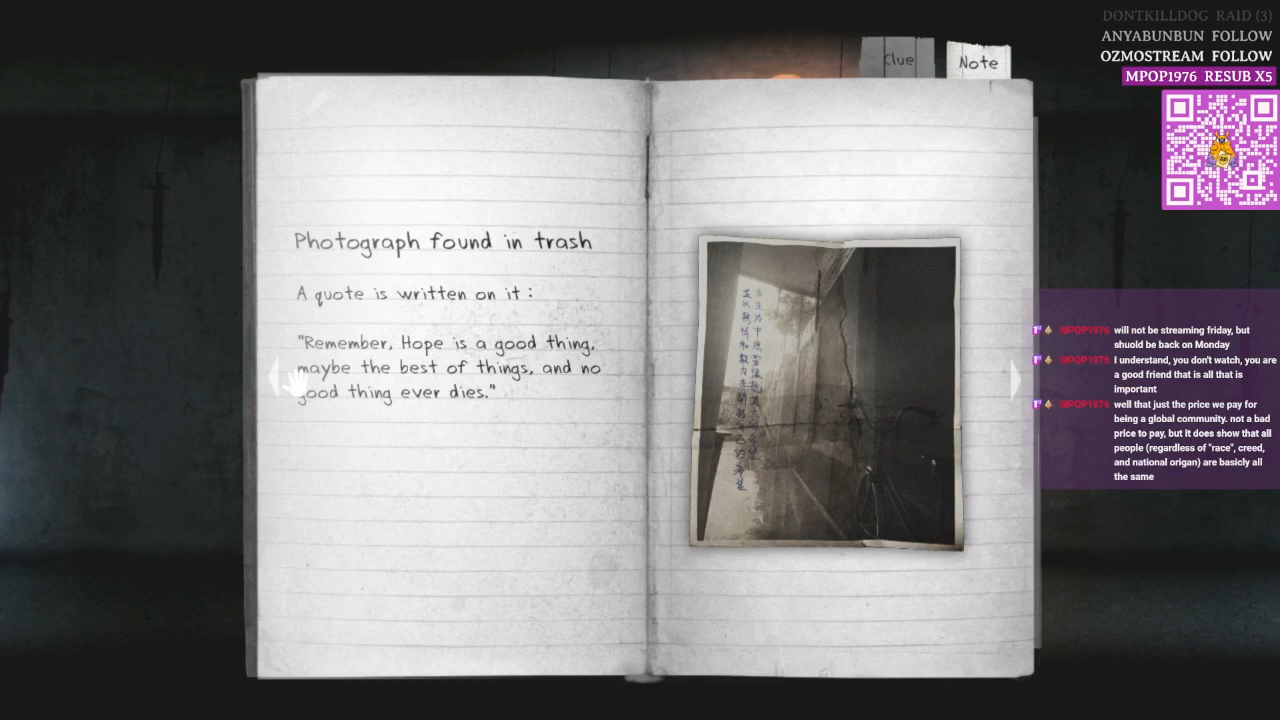 DONTKILLDOG RAID (3)
ANYABUNBUN FOLLOW
OZMOSTREAM FOLLOW
MPOP1976 RESUB X5
Clue
Note
Photograph found in trash
A quote is written on it :
"Remember, Hope is a good thing,
maybe the best of things, and no
good thing ever dies."
MPOP1976 will not be streaming friday, but
shuold be back on Monday
MPOP1976 I understand, you don't watch, you are
a good friend that is all that is
important
MPOP1976 well that just the price we pay for
being a global community. not a bad
price to pay, but it does show that all
people (regardless of "race", creed,
and national origan) are basicly all
the same